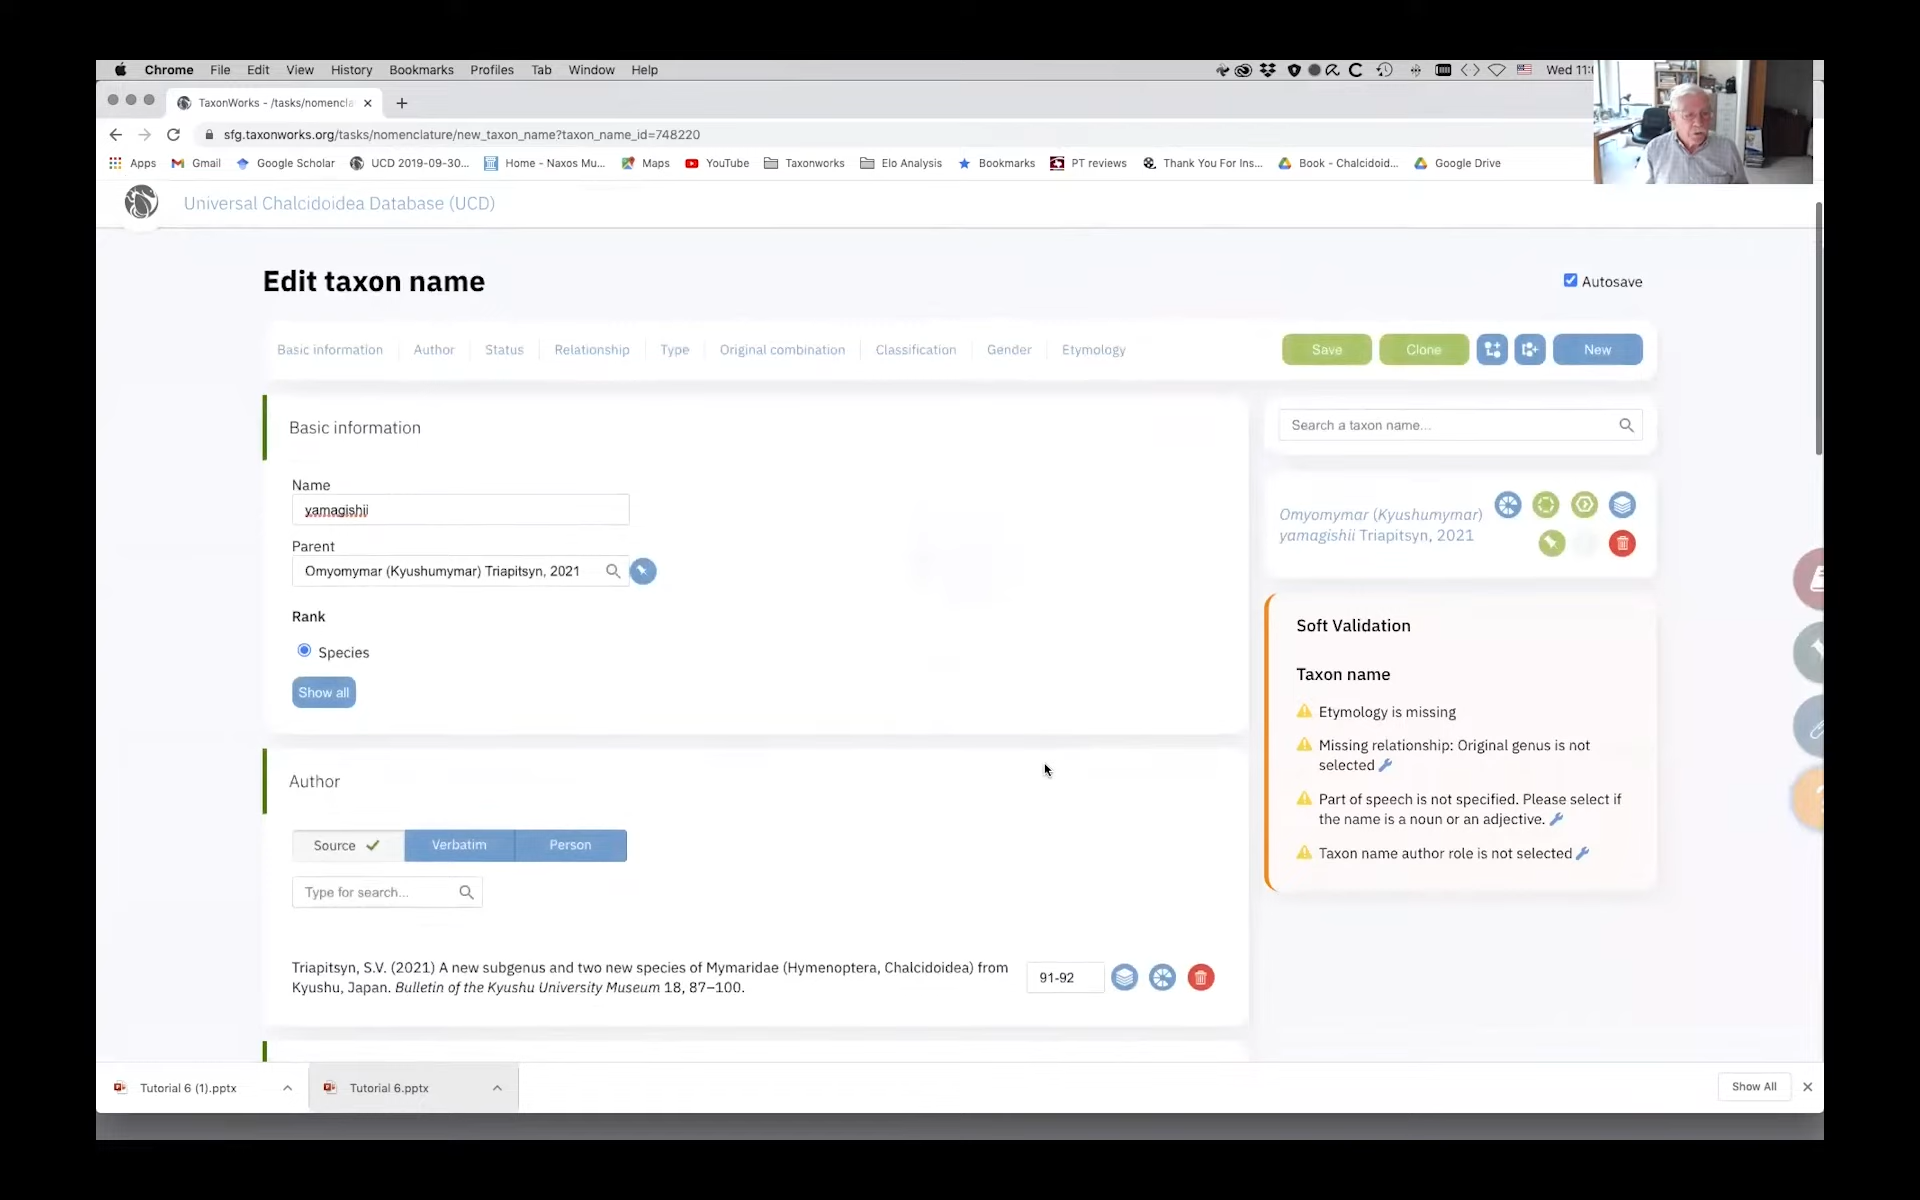 Chrome File Edit View History Bookmarks Profiles Tab Window Help
Wed 11:
TaxonWorks - /tasks/nomencla
sfg.taxonworks.org/tasks/nomenclature/new_taxon_name?taxon_name_id=748220
Apps Gmail Google Scholar UCD 2019-09-30... Home - Naxos Mu... Maps YouTube Taxonworks Elo Analysis Bookmarks PT reviews Thank You For Ins... Book - Chalcidoid... Google Drive
Universal Chalcidoidea Database (UCD)
Edit taxon name
Autosave
Basic information Author Status Relationship Type Original combination Classification Gender Etymology
Save Clone New
Basic information
Name
yamagishii
Parent
Omyomymar (Kyushumymar) Triapitsyn, 2021
Rank
Species
Show all
Author
Source Verbatim Person
Type for search...
Triapitsyn, S.V. (2021) A new subgenus and two new species of Mymaridae (Hymenoptera, Chalcidoidea) from
Kyushu, Japan. Bulletin of the Kyushu University Museum 18, 87–100.
91-92
Search a taxon name...
Omyomymar (Kyushumymar)
yamagishii Triapitsyn, 2021
Soft Validation
Taxon name
Etymology is missing
Missing relationship: Original genus is not
selected
Part of speech is not specified. Please select if
the name is a noun or an adjective.
Taxon name author role is not selected
Tutorial 6 (1).pptx
Tutorial 6.pptx
Show All